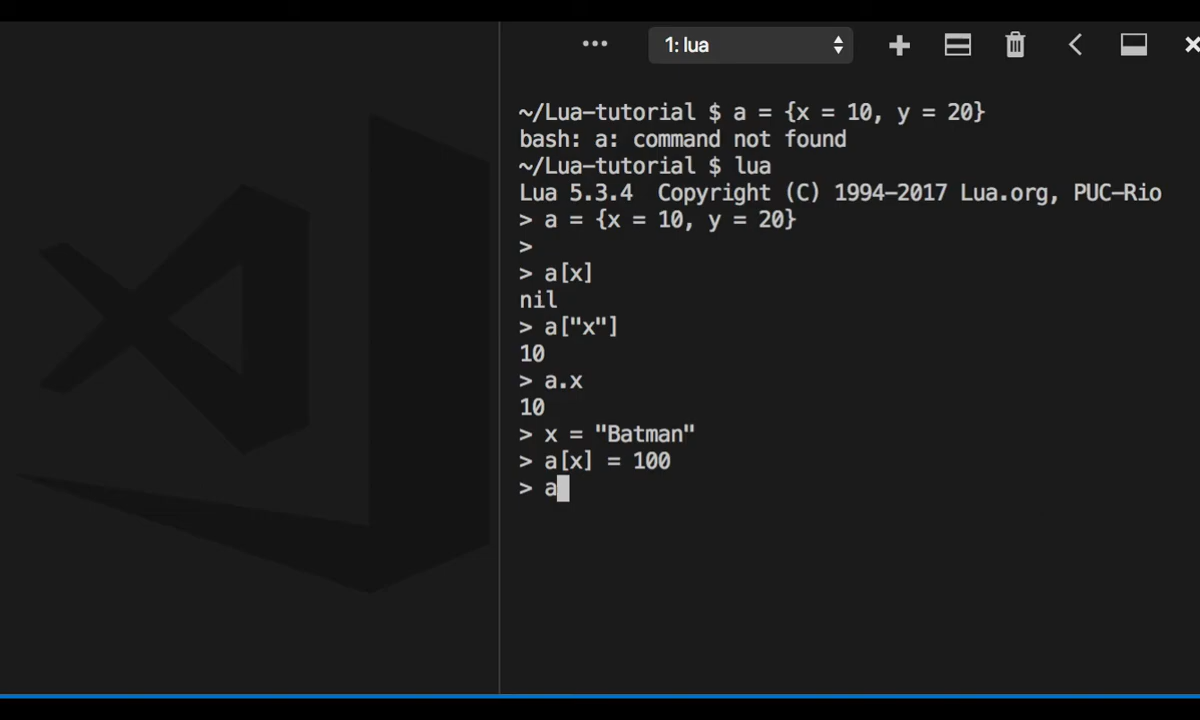 1: lua
~/Lua-tutorial $ a = {x = 10, y = 20}
bash: a: command not found
~/Lua-tutorial $ lua
Lua 5.3.4  Copyright (C) 1994-2017 Lua.org, PUC-Rio
> a = {x = 10, y = 20}
>
> a[x]
nil
> a["x"]
10
> a.x
10
> x = "Batman"
> a[x] = 100
> a